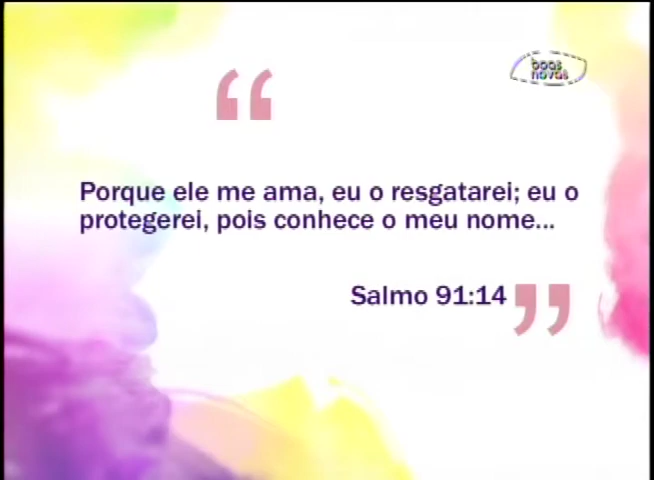 boas
novas
“
Porque ele me ama, eu o resgatarei; eu o
protegerei, pois conhece o meu nome...
Salmo 91:14 ”